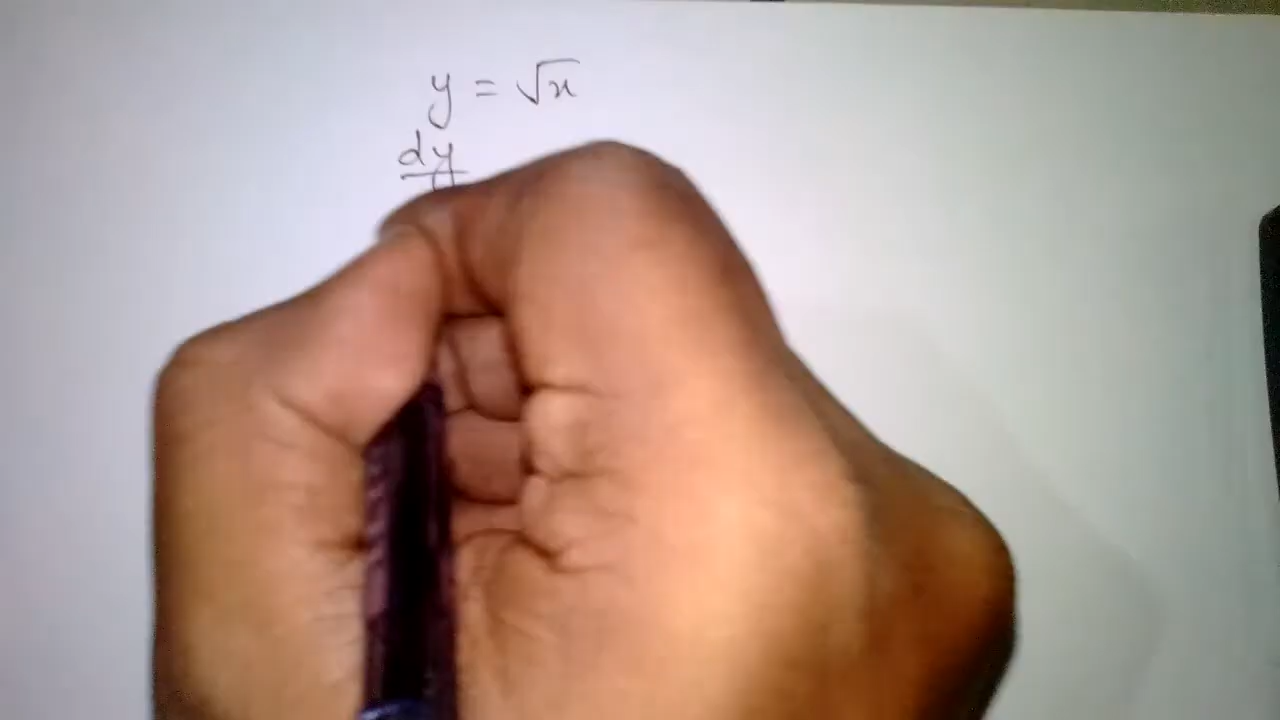 y = √x
dy